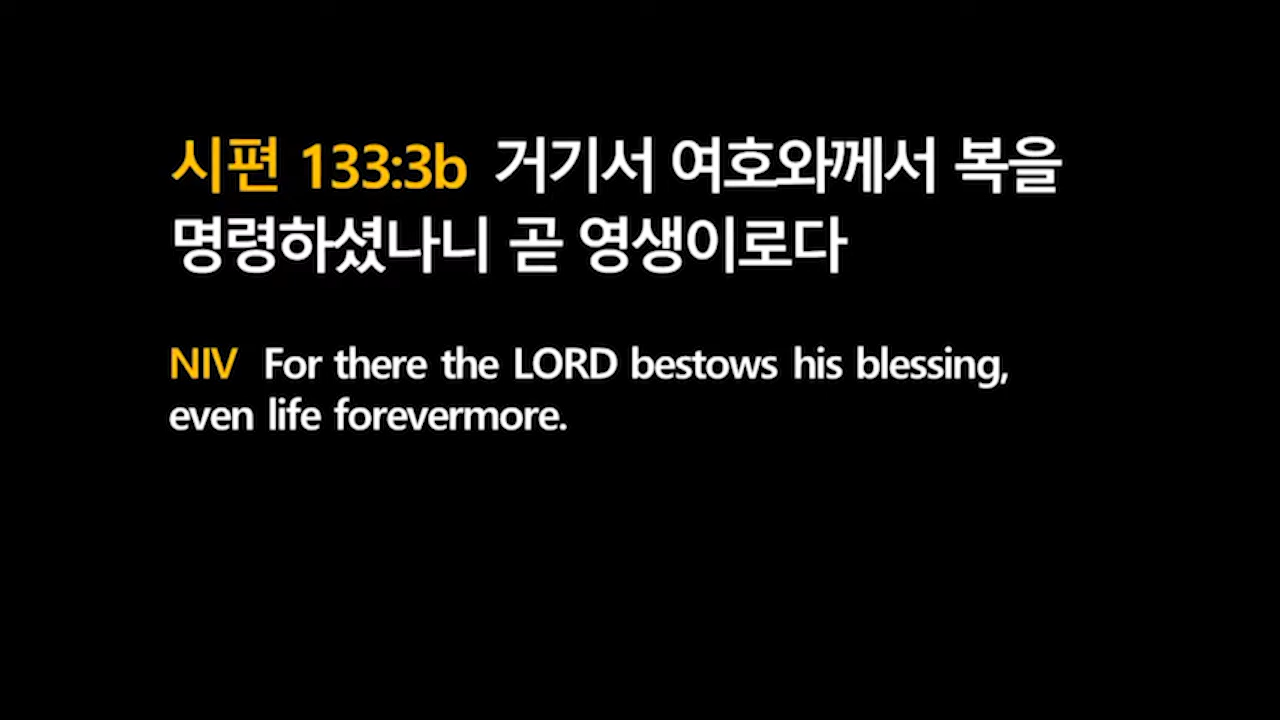 시편 133:3b 거기서 여호와께서 복을
명령하셨나니 곧 영생이로다
NIV For there the LORD bestows his blessing,
even life forevermore.